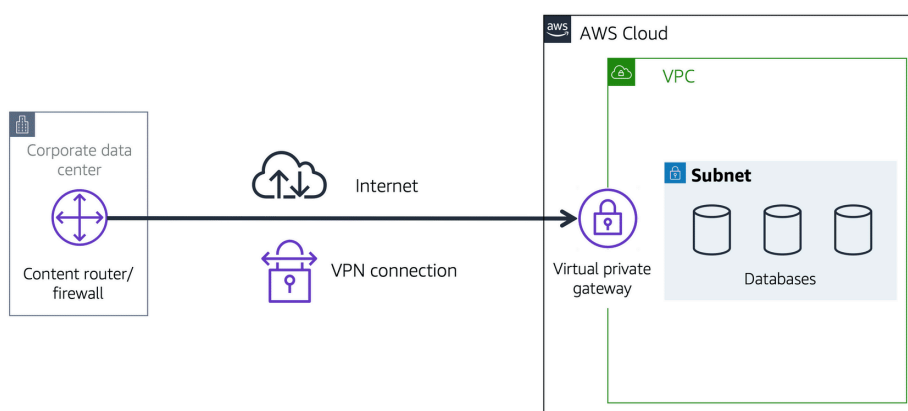 aws
AWS Cloud
VPC
Corporate data
center
Internet
Subnet
Content router/
firewall
VPN connection
Virtual private
gateway
Databases